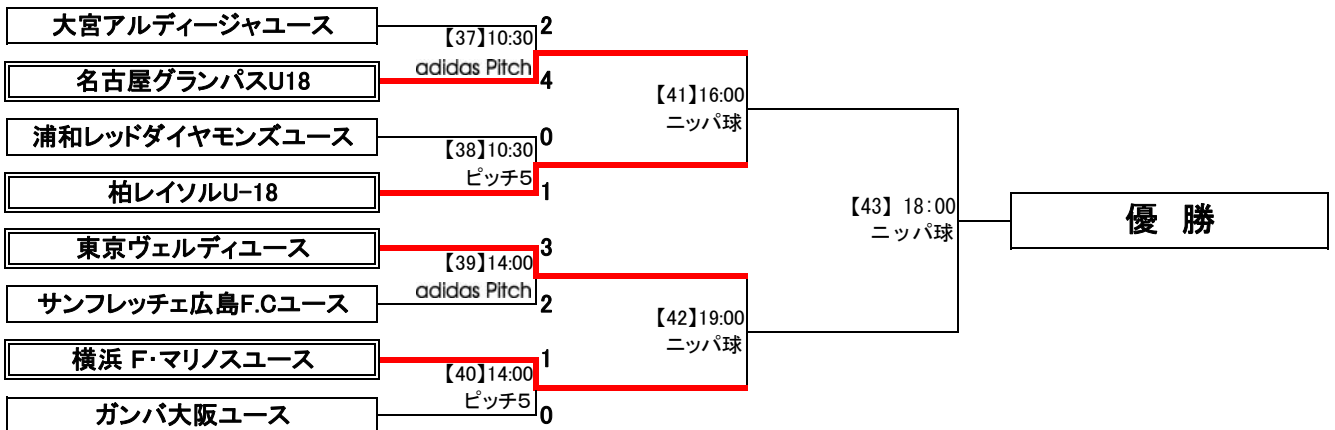 大宮アルディージャユース
2
【37】10:30
adidas Pitch
名古屋グランパスU18
4
【41】16:00
ニッパ球
浦和レッドダイヤモンズユース
0
【38】10:30
ピッチ5
柏レイソルU-18
1
【43】 18:00
ニッパ球
優 勝
東京ヴェルディユース
3
【39】14:00
adidas Pitch
サンフレッチェ広島F.Cユース
2
【42】19:00
ニッパ球
横浜 F・マリノスユース
1
【40】14:00
ピッチ5
ガンバ大阪ユース
0